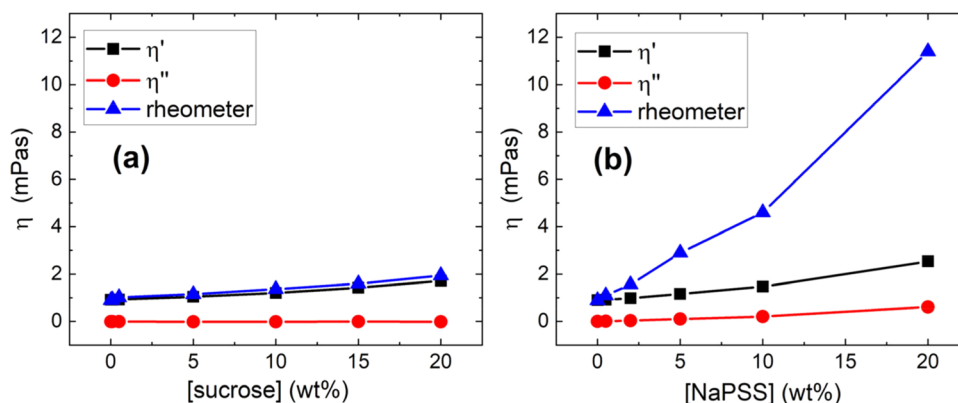 12
10
8
6
4
2
0
η (mPas)
η'
η''
rheometer
(a)
0
5
10
15
20
[sucrose] (wt%)
12
10
8
6
4
2
0
η (mPas)
η'
η''
rheometer
(b)
0
5
10
15
20
[NaPSS] (wt%)